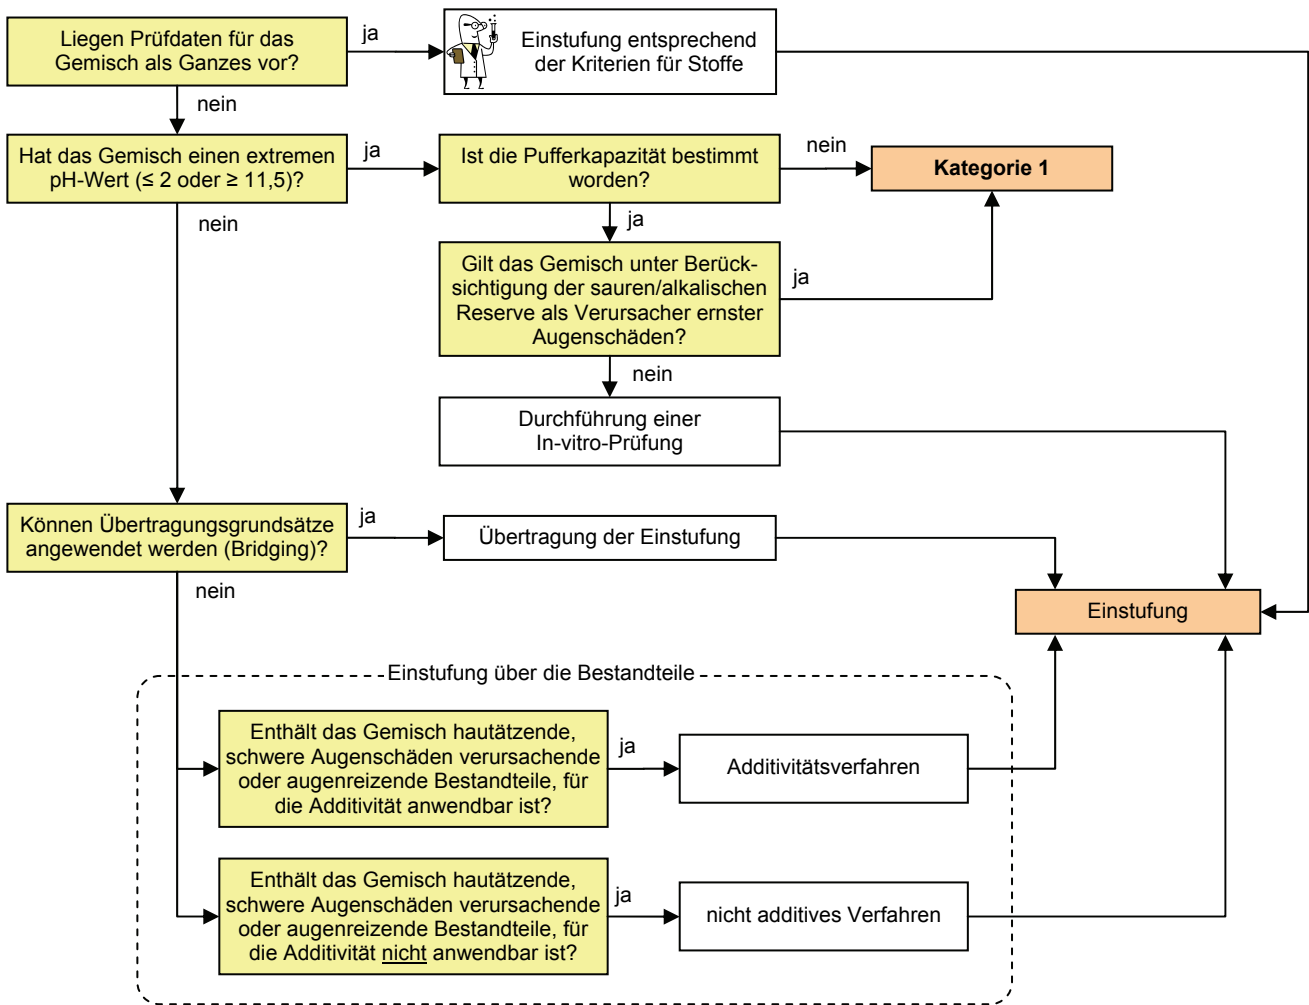 Liegen Prüfdaten für das
Gemisch als Ganzes vor?
ja
Einstufung entsprechend
der Kriterien für Stoffe
nein
Hat das Gemisch einen extremen
pH-Wert (≤ 2 oder ≥ 11,5)?
ja
Ist die Pufferkapazität bestimmt
worden?
nein
Kategorie 1
nein
ja
Gilt das Gemisch unter Berück-
sichtigung der sauren/alkalischen
Reserve als Verursacher ernster
Augenschäden?
ja
nein
Durchführung einer
In-vitro-Prüfung
Können Übertragungsgrundsätze
angewendet werden (Bridging)?
ja
Übertragung der Einstufung
nein
Einstufung
Einstufung über die Bestandteile
Enthält das Gemisch hautätzende,
schwere Augenschäden verursachende
oder augenreizende Bestandteile, für
die Additivität anwendbar ist?
ja
Additivitätsverfahren
Enthält das Gemisch hautätzende,
schwere Augenschäden verursachende
oder augenreizende Bestandteile, für
die Additivität nicht anwendbar ist?
ja
nicht additives Verfahren